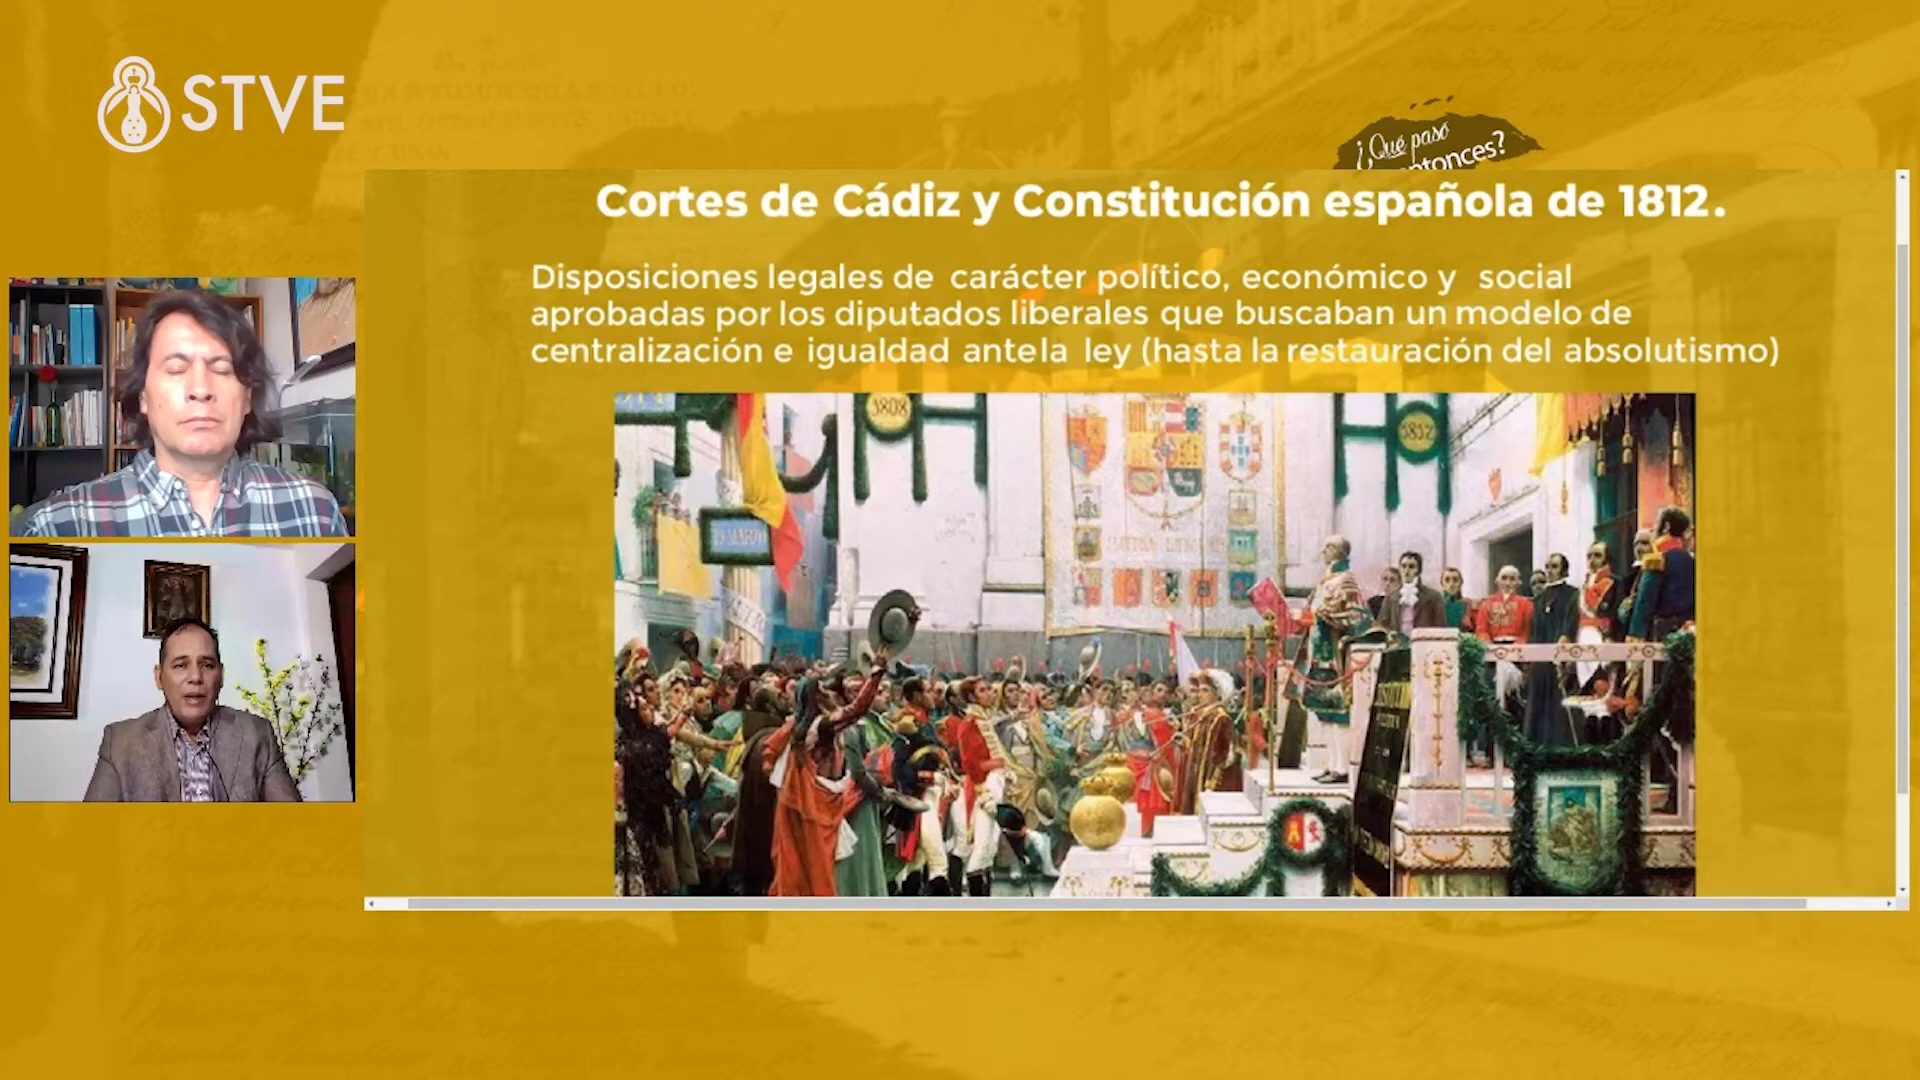 STVE
¿Qué pasó
entonces?
Cortes de Cádiz y Constitución española de 1812.
Disposiciones legales de carácter político, económico y social
aprobadas por los diputados liberales que buscaban un modelo de
centralización e igualdad ante la ley (hasta la restauración del absolutismo)
1808
1812